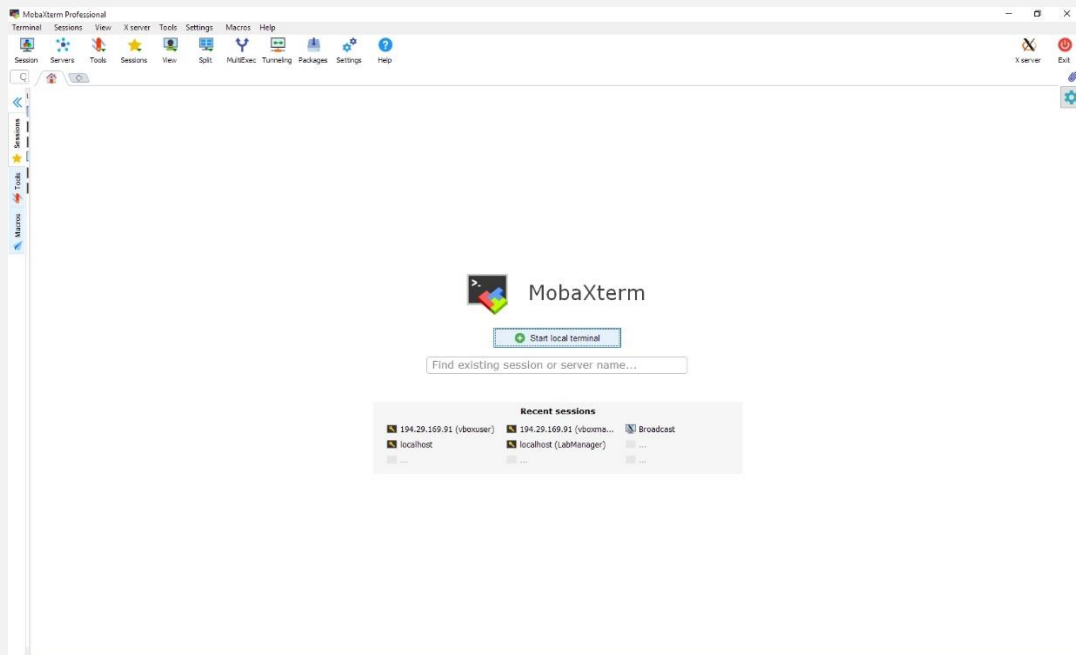 MobaXterm Professional
Terminal Sessions View X server Tools Settings Macros Help
Session Servers Tools Sessions View Split MultiExec Tunneling Packages Settings Help X server Exit
Sessions
Tools
Macros
MobaXterm
Start local terminal
Find existing session or server name...
Recent sessions
194.29.169.91 (vboxuser) 194.29.169.91 (vboxma... Broadcast
localhost localhost (LabManager) ...
... ... ...